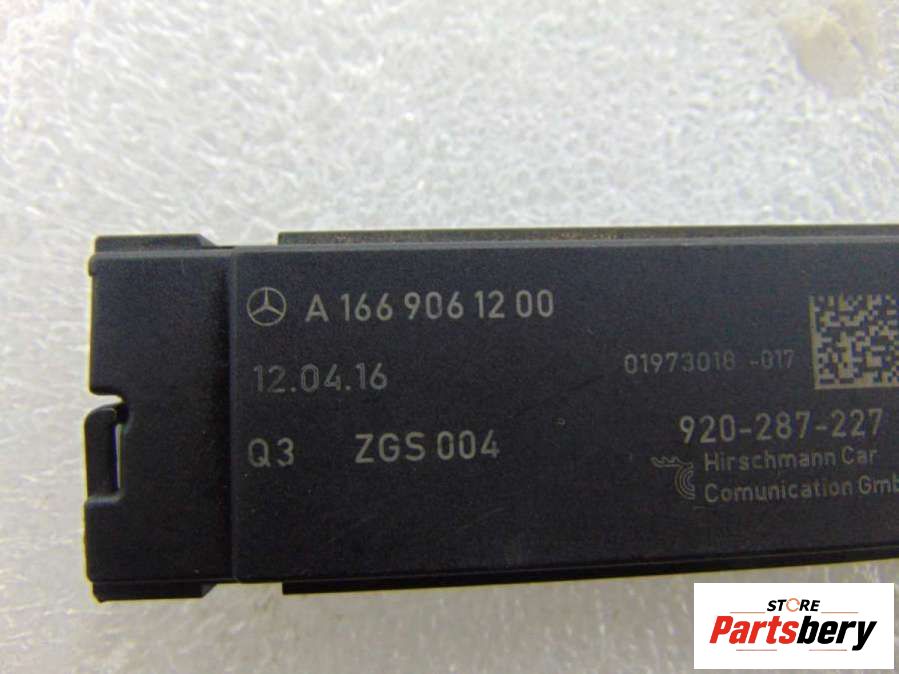 A 166 906 12 00
12.04.16
01973018 -017
Q3 ZGS 004
920-287-227
Hirschmann Car
Comunication Gmb
STORE
Partsbery